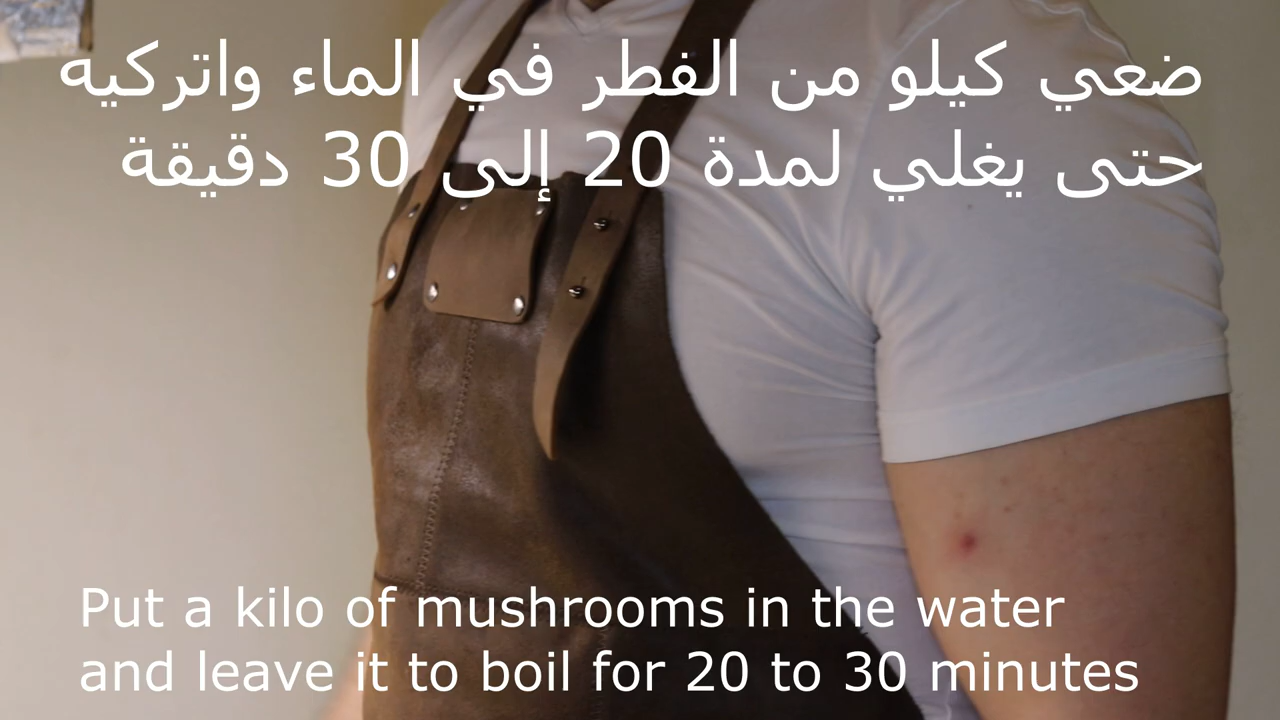 ضعي كيلو من الفطر في الماء واتركيه
حتى يغلي لمدة 20 إلى 30 دقيقة
Put a kilo of mushrooms in the water
and leave it to boil for 20 to 30 minutes